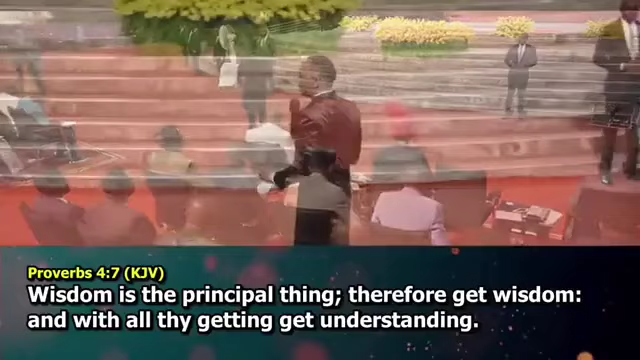 Proverbs 4:7 (KJV)
Wisdom is the principal thing; therefore get wisdom:
and with all thy getting get understanding.